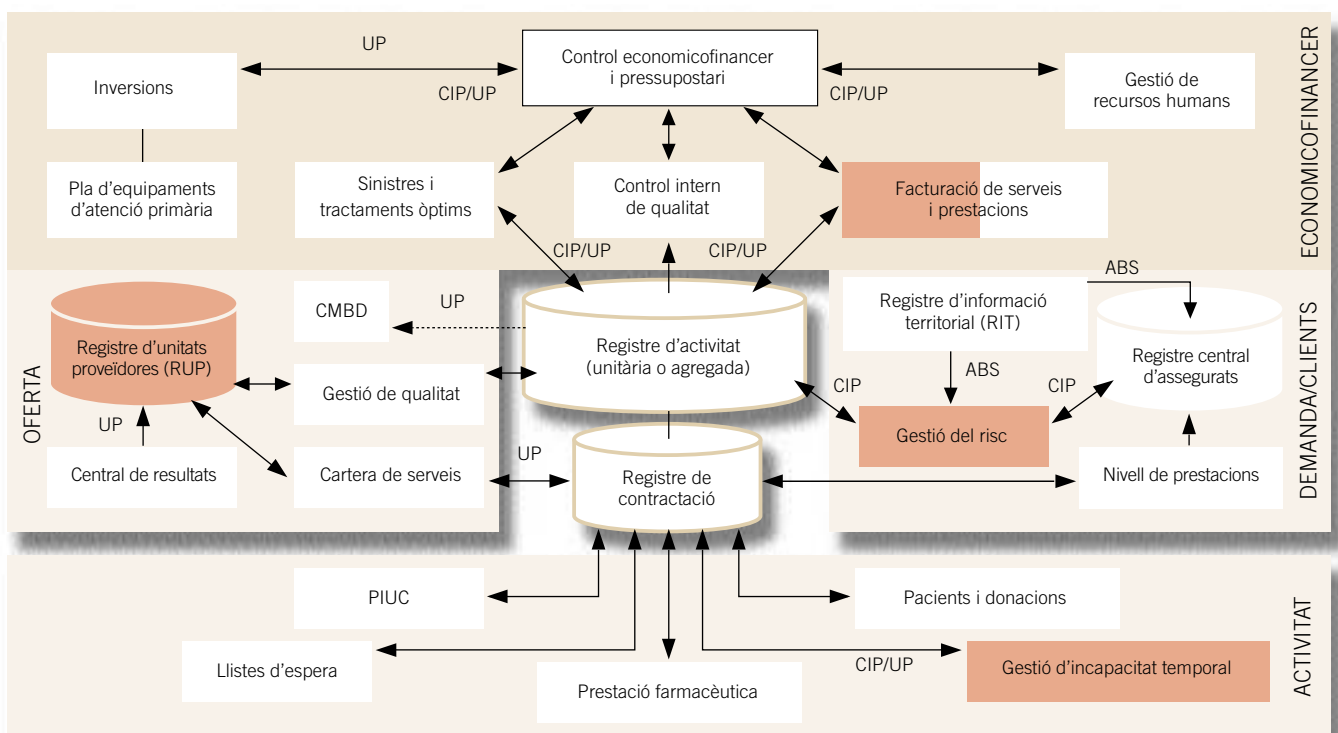 UP
Control economicofinancer
i pressupostari
Inversions
CIP/UP
CIP/UP
Gestió de
recursos humans
ECONOMICOFINANCER
Pla d'equipaments
d'atenció primària
Sinistres i
tractaments òptims
Control intern
de qualitat
Facturació de serveis
i prestacions
CIP/UP
CIP/UP
OFERTA
Registre d'unitats
proveïdores (RUP)
CMBD
UP
Gestió de qualitat
UP
Central de resultats
Cartera de serveis
UP
Registre d'activitat
(unitària o agregada)
Registre de
contractació
Registre d'informació
territorial (RIT)
ABS
ABS
Registre central
d'assegurats
CIP
CIP
Gestió del risc
Nivell de prestacions
DEMANDA/CLIENTS
PIUC
Pacients i donacions
Llistes d'espera
Prestació farmacèutica
CIP/UP
Gestió d'incapacitat temporal
ACTIVITAT